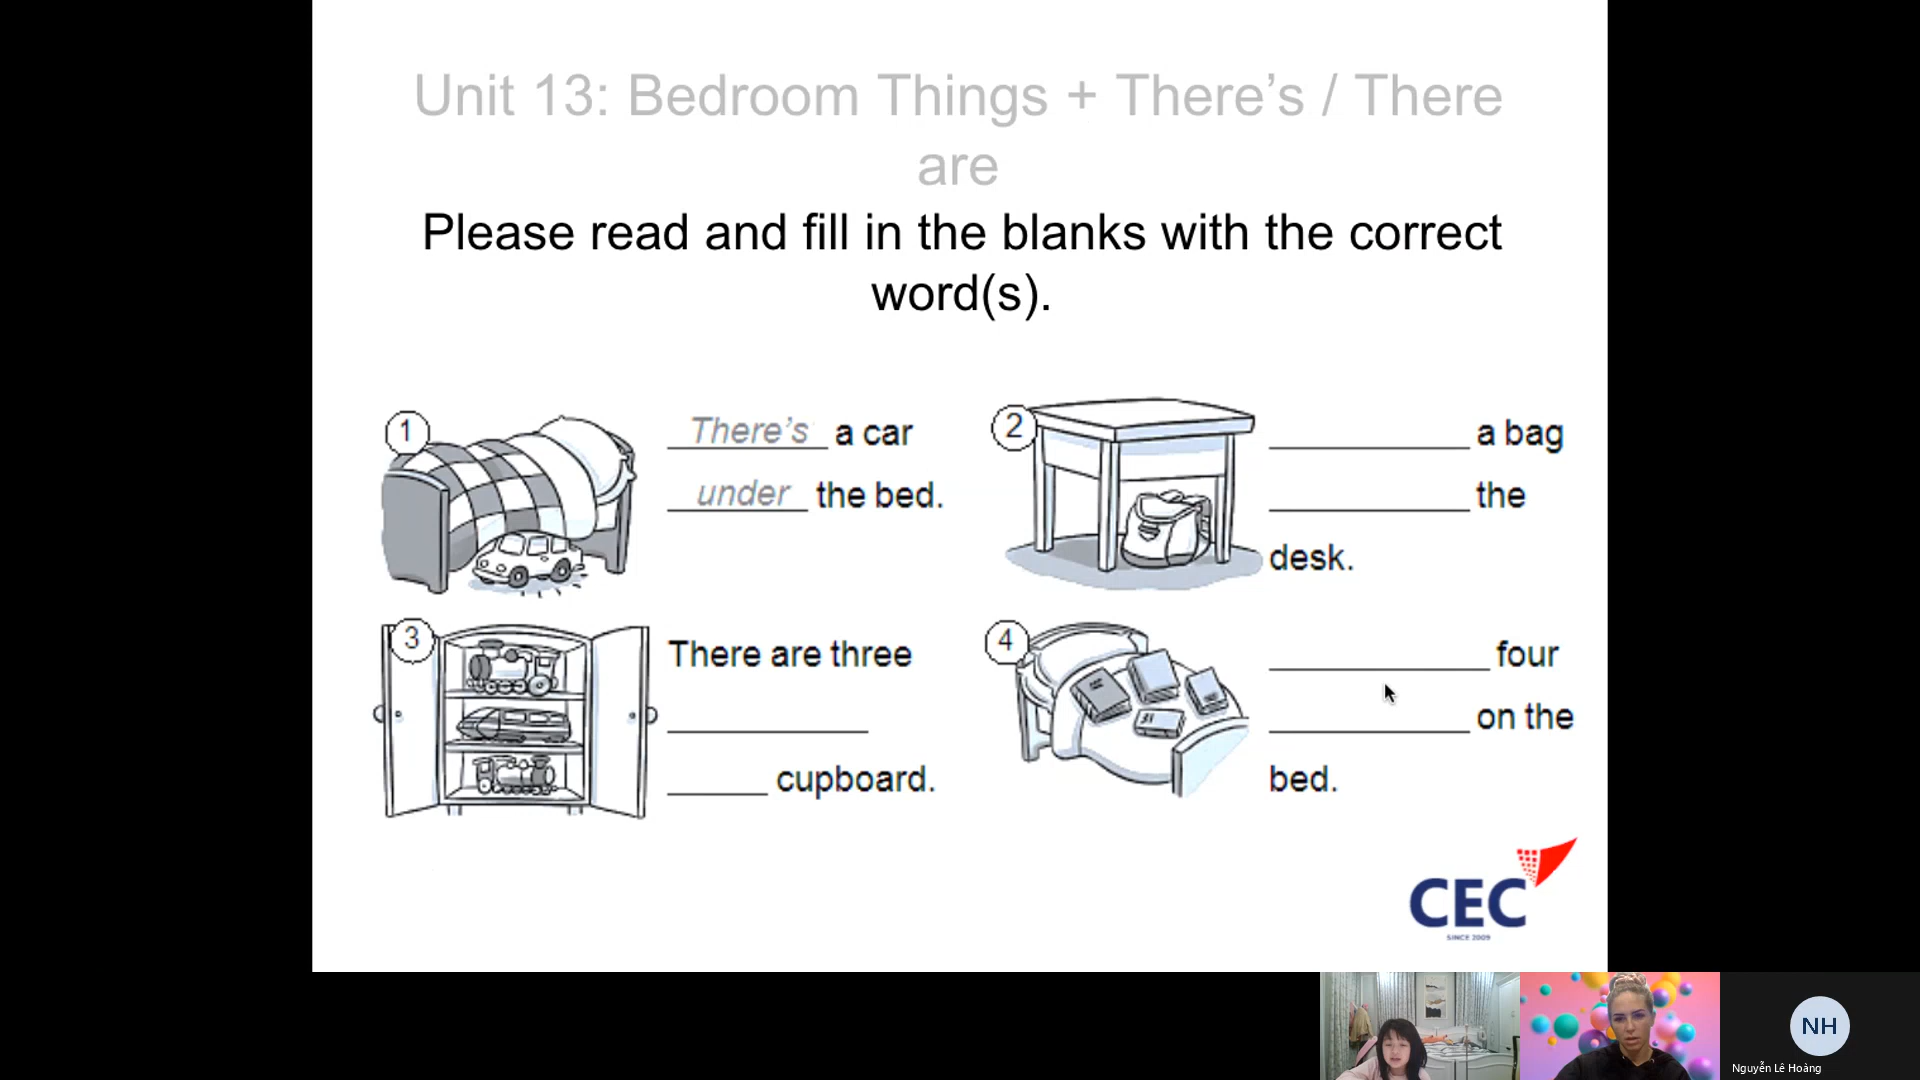 Unit 13: Bedroom Things + There's / There
are
Please read and fill in the blanks with the correct
word(s).
1
There's a car
under the bed.
2
a bag
the
desk.
3
There are three
cupboard.
4
four
on the
bed.
CEC
SINCE 2009
NH
Nguyễn Lê Hoàng